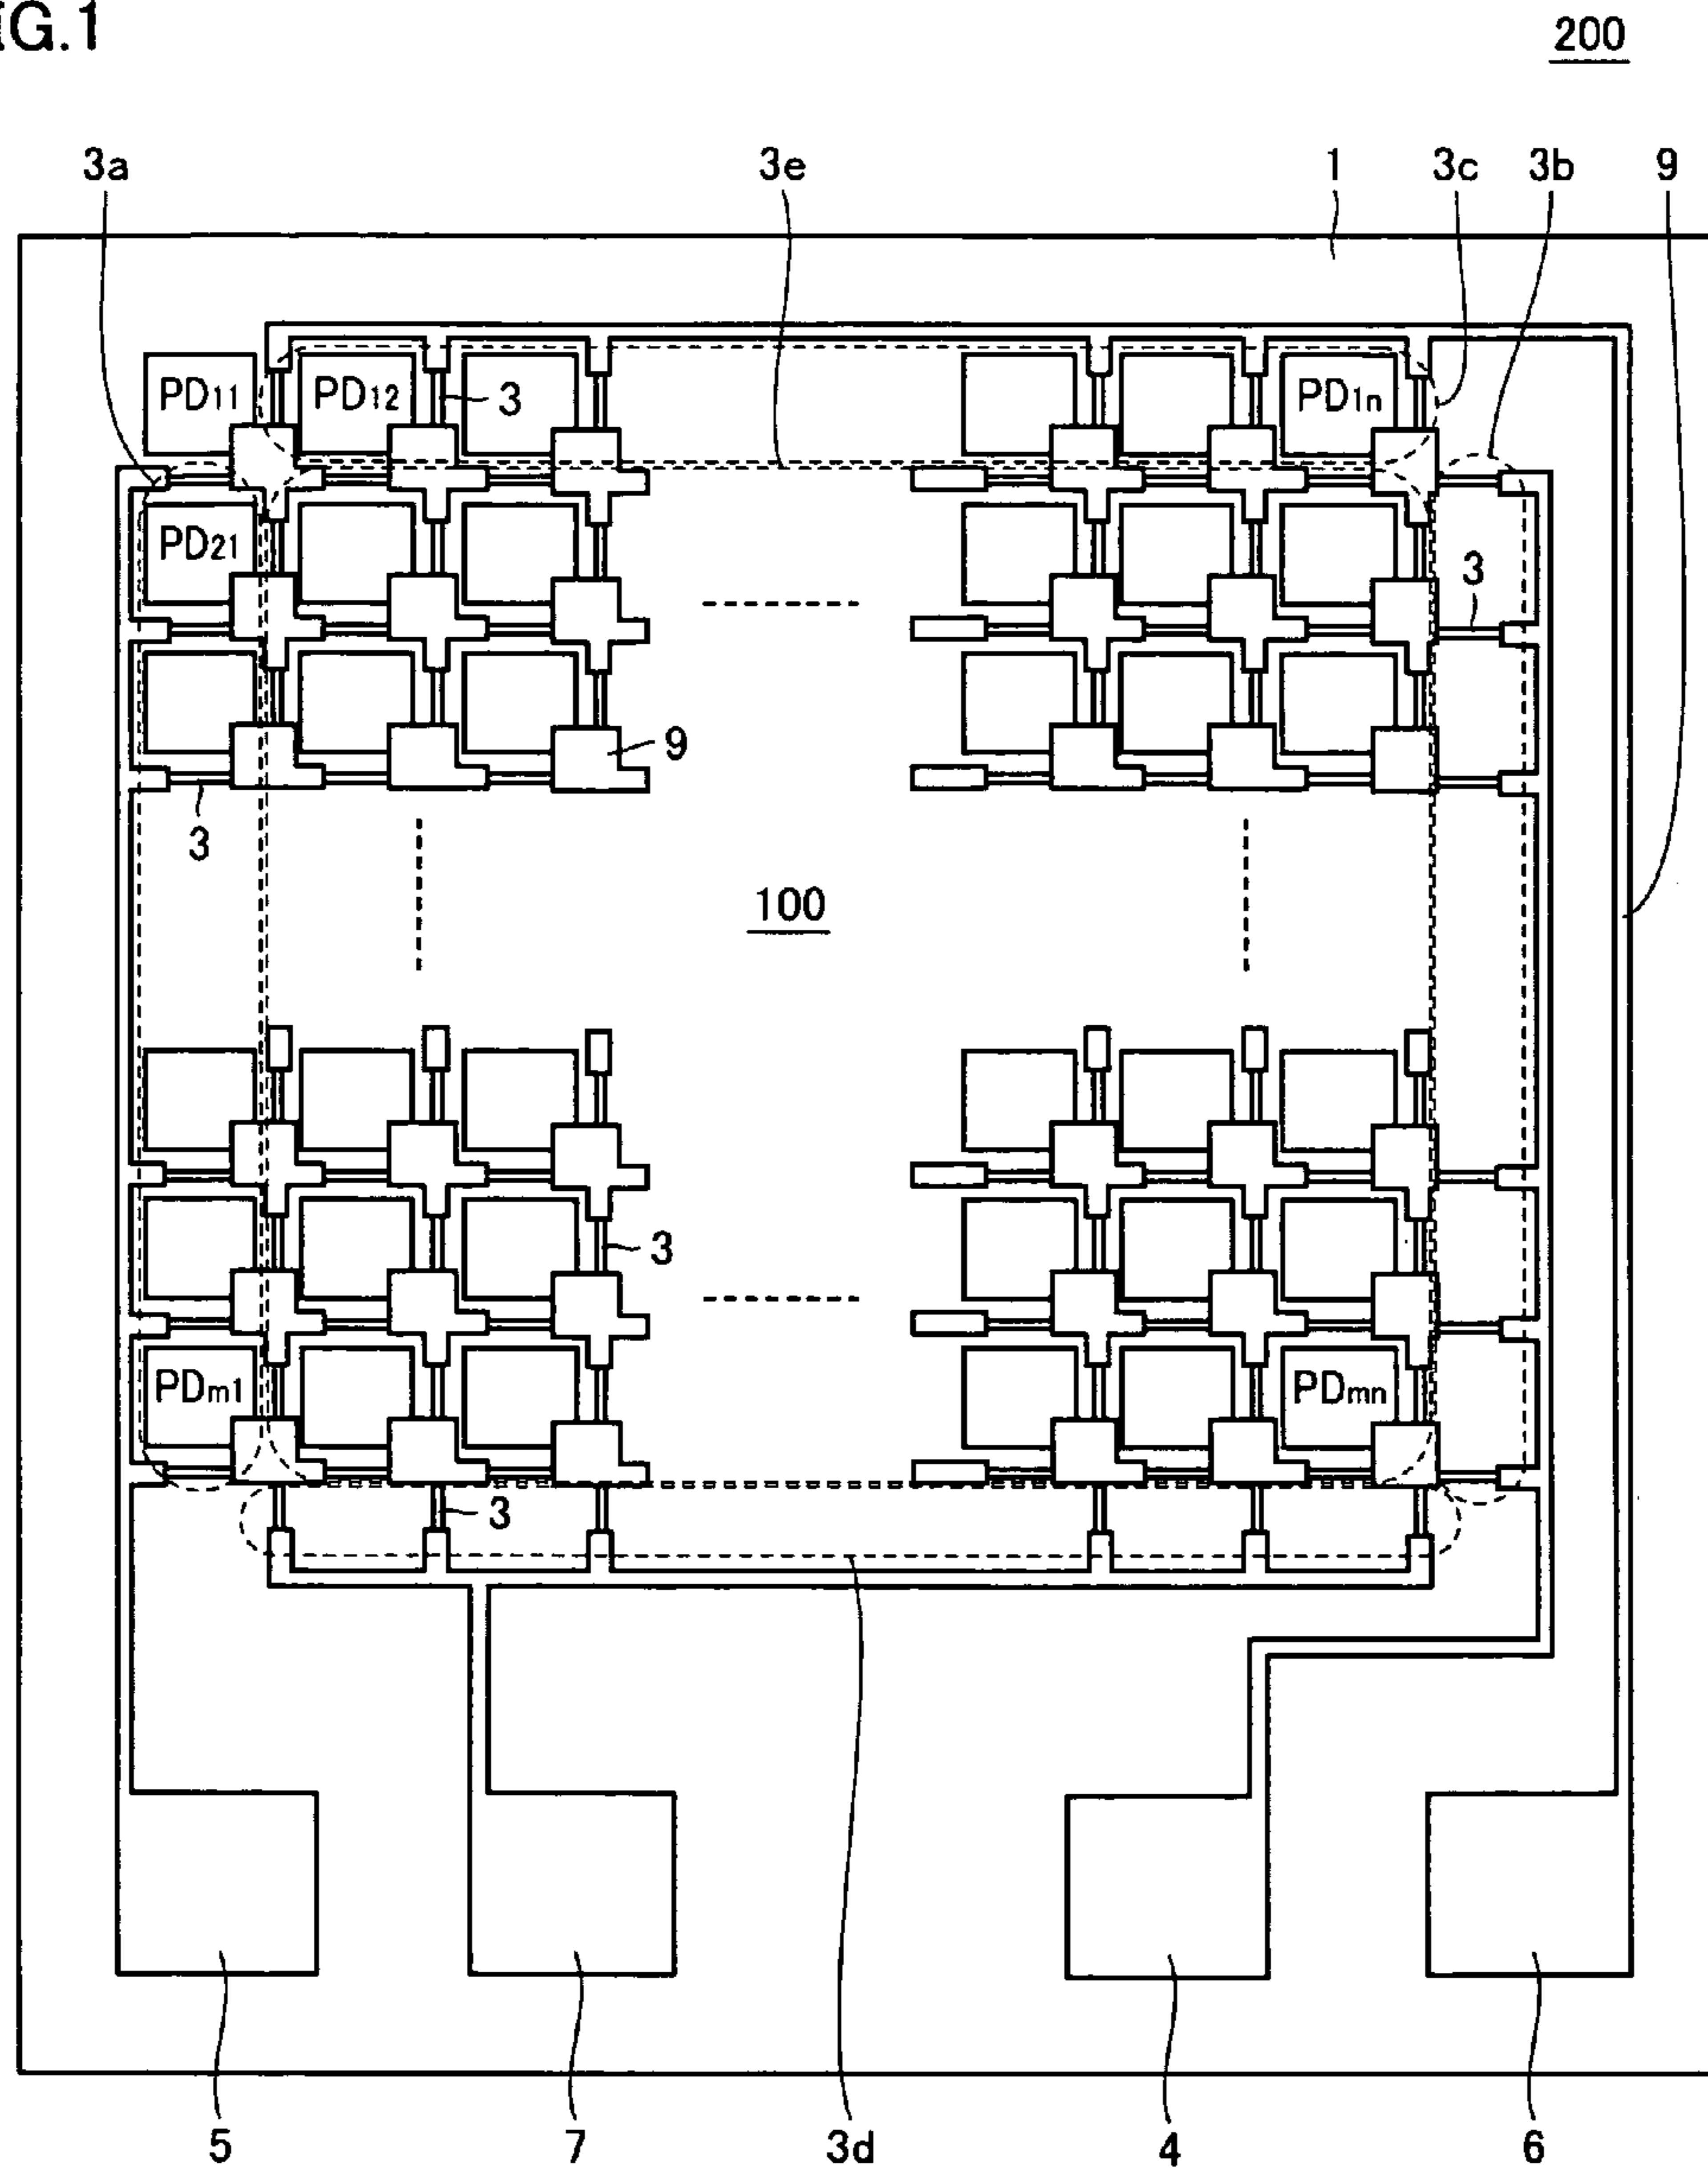 IG.1
200
3a 3e 1 3c 3b 9
PD11 PD12 3 PD1n
PD21 3
9
3
100
3
PDm1 PDmn
3
5 7 3d 4 6